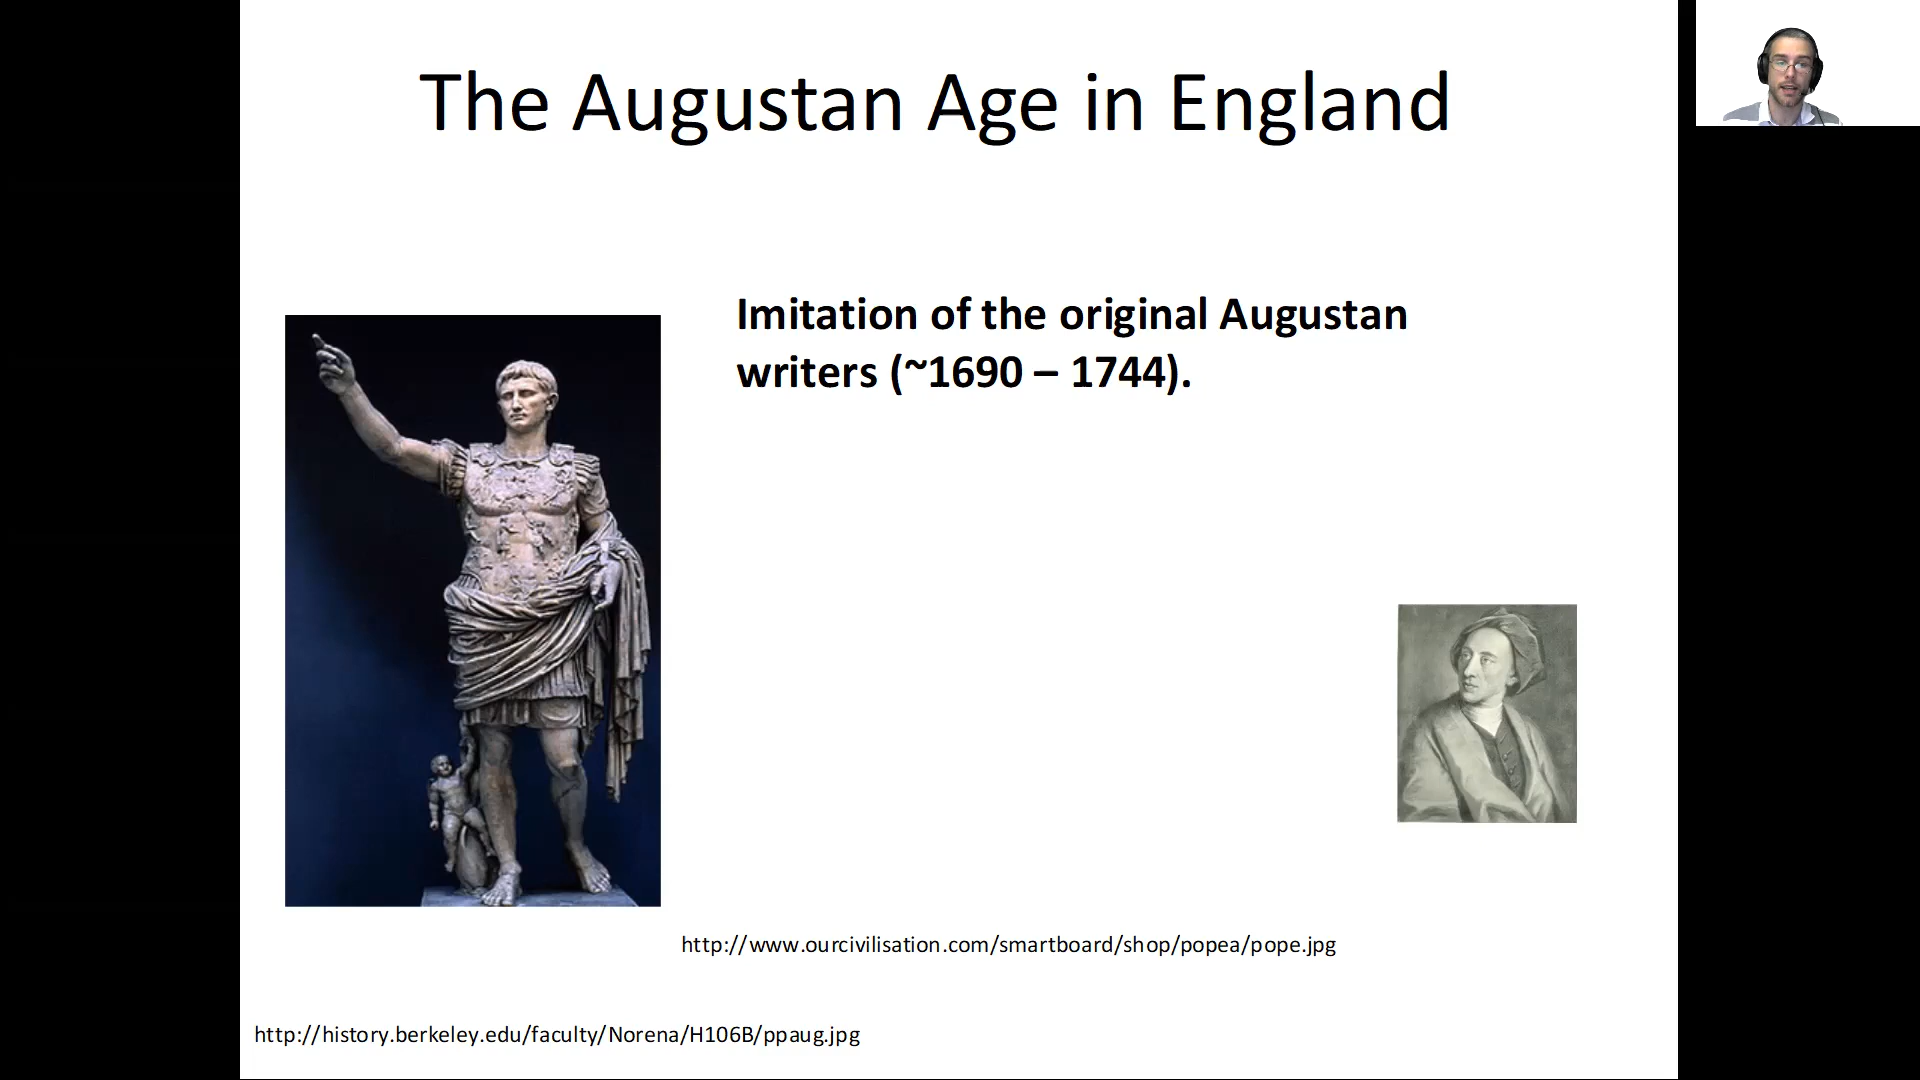 The Augustan Age in England
Imitation of the original Augustan
writers (~1690 – 1744).
http://www.ourcivilisation.com/smartboard/shop/popea/pope.jpg
http://history.berkeley.edu/faculty/Norena/H106B/ppaug.jpg